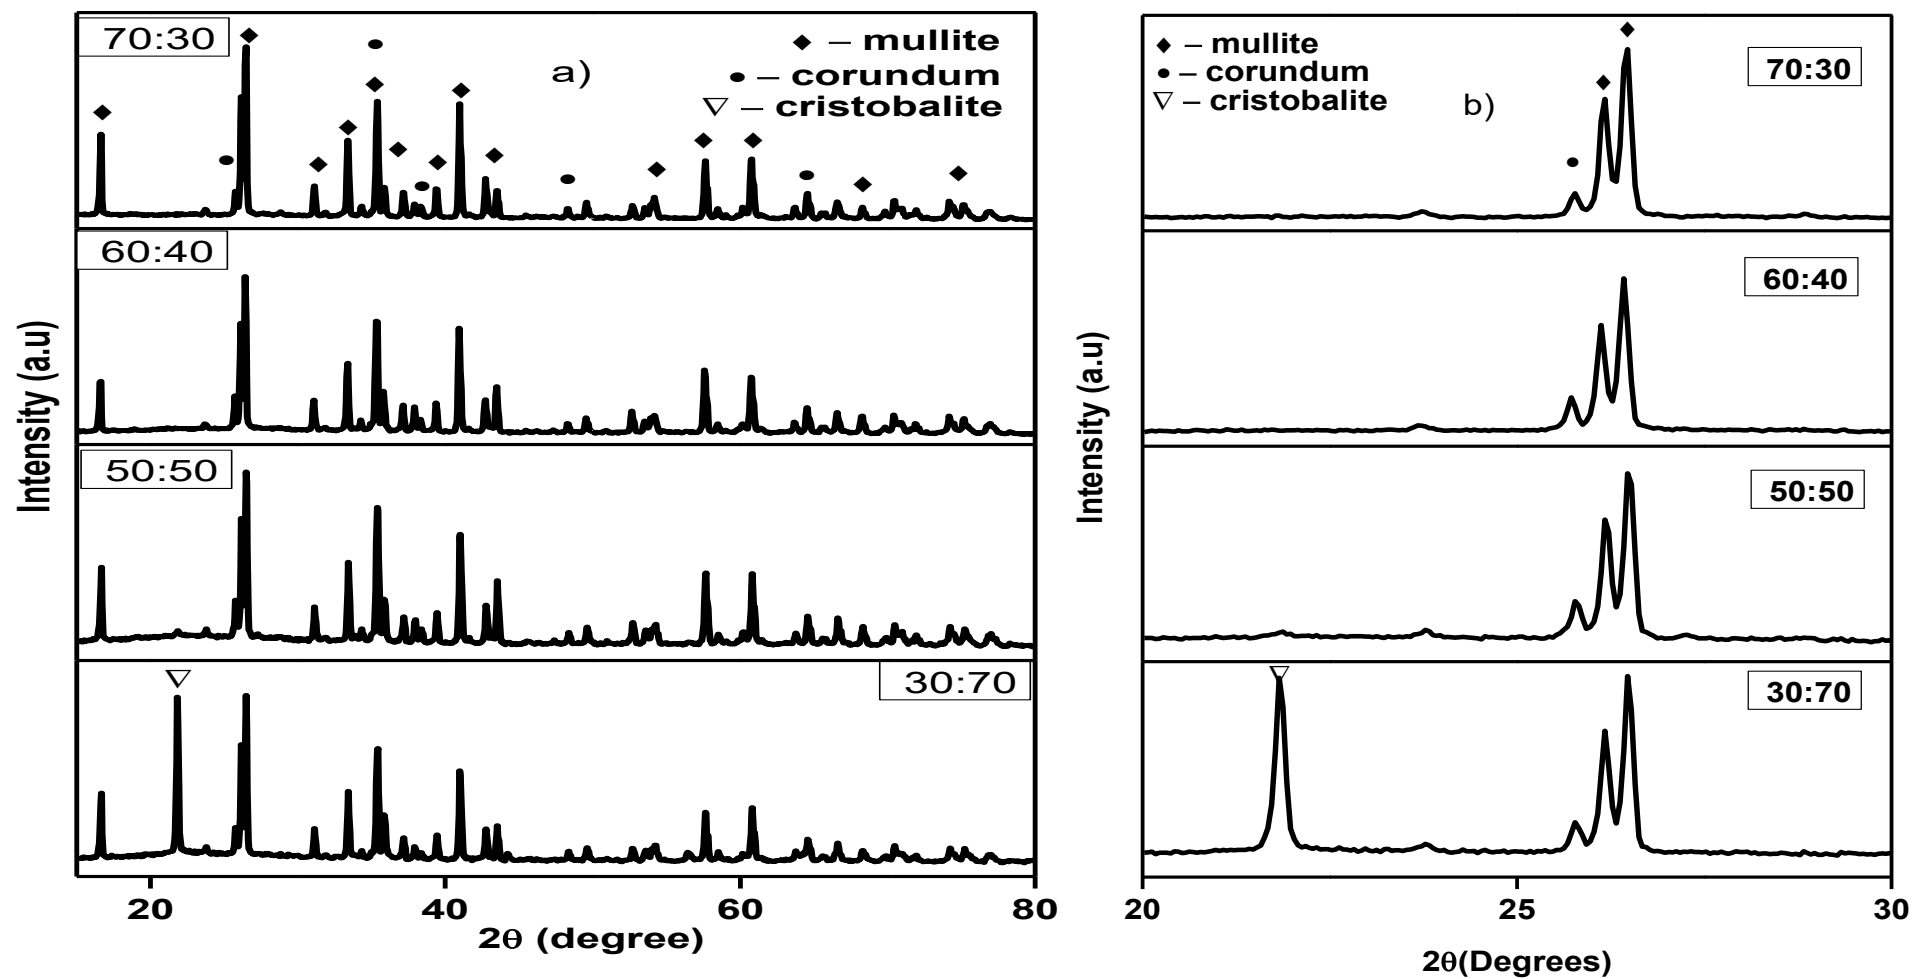 70:30
a)
◆ – mullite
● – corundum
▽ – cristobalite
60:40
50:50
30:70
Intensity (a.u)
20 40 60 80
2θ (degree)
◆ – mullite
● – corundum
▽ – cristobalite
b)
70:30
60:40
50:50
30:70
Intensity (a.u)
20 25 30
2θ(Degrees)